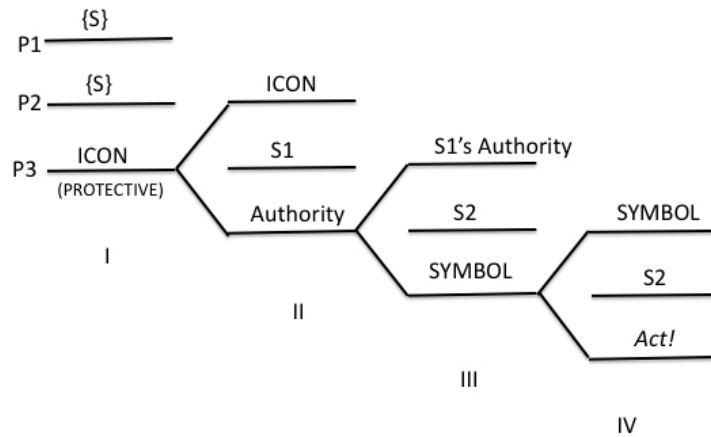 {S}
P1
{S}
P2
ICON
ICON
P3
(PROTECTIVE)
S1
S1's Authority
Authority
S2
SYMBOL
I
SYMBOL
S2
II
Act!
III
IV